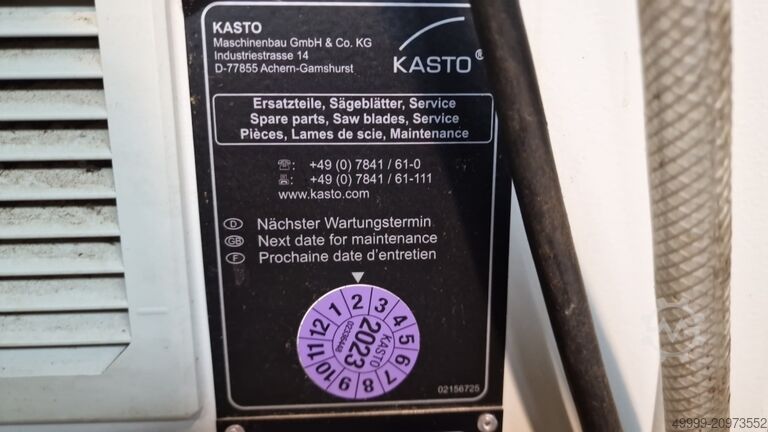 KASTO
Maschinenbau GmbH & Co. KG
Industriestrasse 14
D-77855 Achern-Gamshurst
KASTO®
Ersatzteile, Sägeblätter, Service
Spare parts, Saw blades, Service
Pièces, Lames de scie, Maintenance
☏: +49 (0) 7841 / 61-0
: +49 (0) 7841 / 61-111
www.kasto.com
D Nächster Wartungstermin
GB Next date for maintenance
F Prochaine date d'entretien
1 2 3 4 5 6 7 8 9 10 11 12
2023
KASTO
02156725
49999-20973552